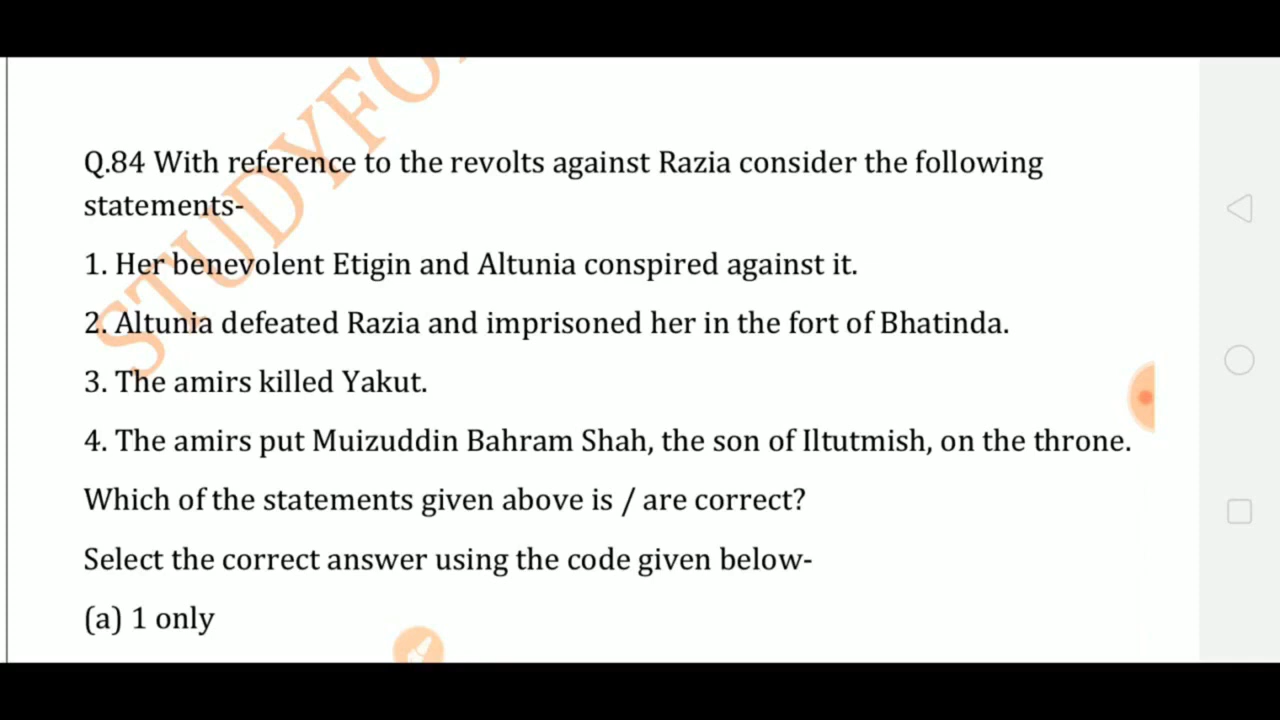 STUDYFO
Q.84 With reference to the revolts against Razia consider the following
statements-
1. Her benevolent Etigin and Altunia conspired against it.
2. Altunia defeated Razia and imprisoned her in the fort of Bhatinda.
3. The amirs killed Yakut.
4. The amirs put Muizuddin Bahram Shah, the son of Iltutmish, on the throne.
Which of the statements given above is / are correct?
Select the correct answer using the code given below-
(a) 1 only